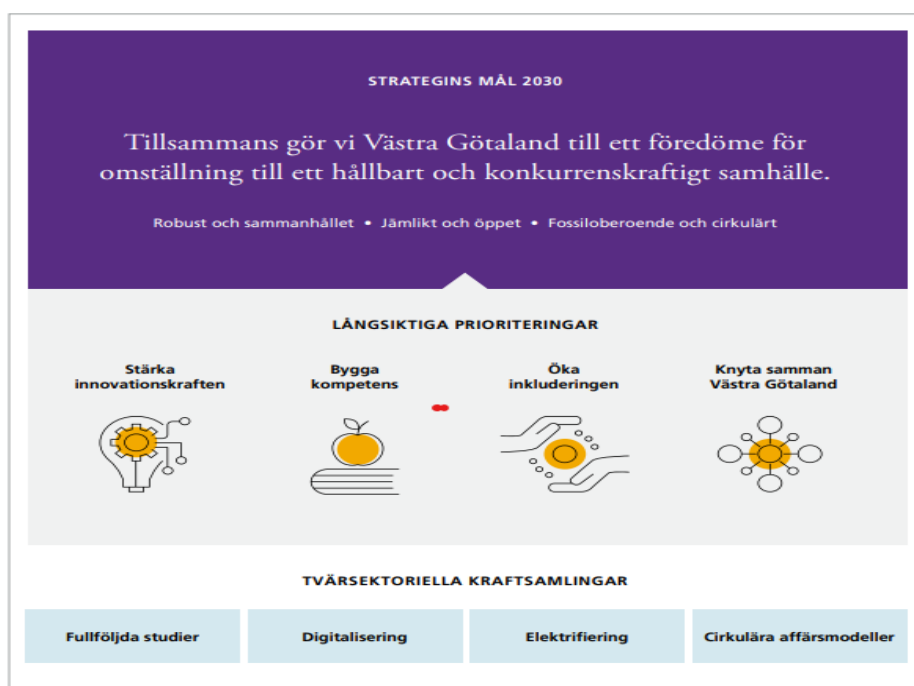 STRATEGINS MÅL 2030
Tillsammans gör vi Västra Götaland till ett föredöme för
omställning till ett hållbart och konkurrenskraftigt samhälle.
Robust och sammanhållet • Jämlikt och öppet • Fossiloberoende och cirkulärt
LÅNGSIKTIGA PRIORITERINGAR
Stärka
innovationskraften
Bygga
kompetens
Öka
inkluderingen
Knyta samman
Västra Götaland
TVÄRSEKTORIELLA KRAFTSAMLINGAR
Fullföljda studier
Digitalisering
Elektrifiering
Cirkulära affärsmodeller